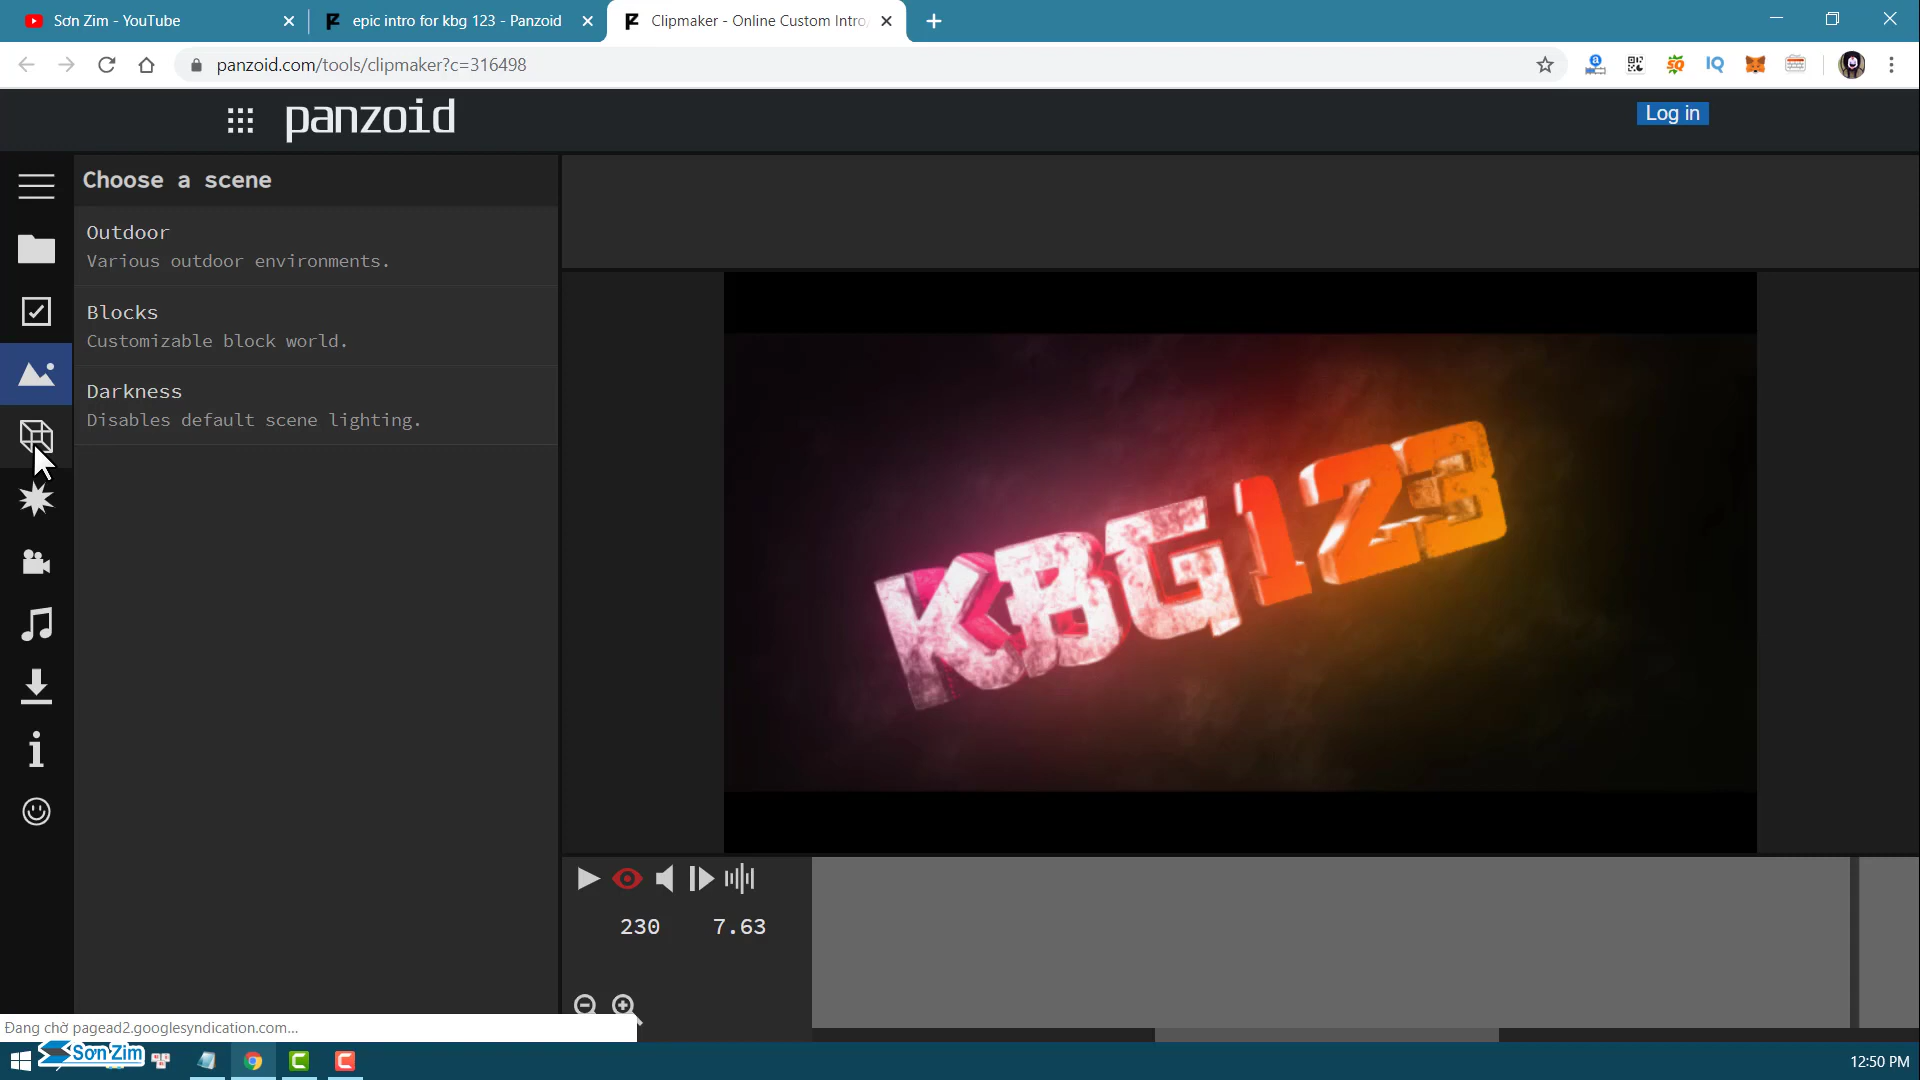 Sơn Zim - YouTube
epic intro for kbg 123 - Panzoid
Clipmaker - Online Custom Intro
panzoid.com/tools/clipmaker?c=316498
SQ
IQ
panzoid
Log in
Choose a scene
Outdoor
Various outdoor environments.
Blocks
Customizable block world.
Darkness
Disables default scene lighting.
KBG123
230 7.63
Đang chờ pagead2.googlesyndication.com...
Sơn Zim
12:50 PM